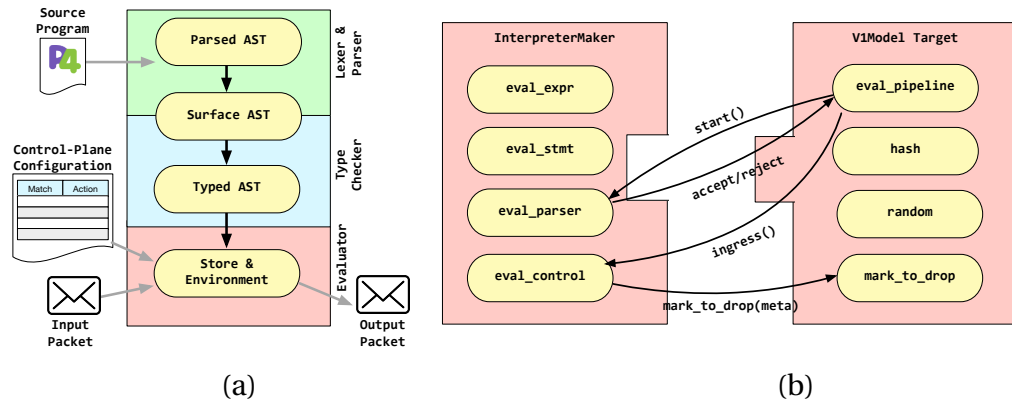 Source
Program
P4
Parsed AST
Lexer &
Parser
Surface AST
Control-Plane
Configuration
Match Action
Typed AST
Type
Checker
Store &
Environment
Evaluator
Input
Packet
Output
Packet
(a)
InterpreterMaker
V1Model Target
eval_expr
eval_pipeline
start()
eval_stmt
hash
accept/reject
eval_parser
random
ingress()
eval_control
mark_to_drop
mark_to_drop(meta)
(b)